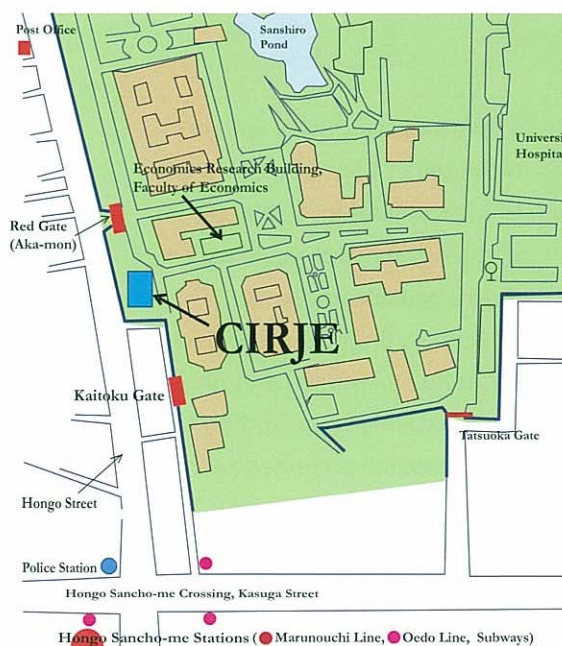 Post Office
Sanshiro
Pond
Universi
Hospita
Economics Research Building,
Faculty of Economics
Red Gate
(Aka-mon)
CIRJE
Kaitoku Gate
Tatsuoka Gate
Hongo Street
Police Station
Hongo Sancho-me Crossing, Kasuga Street
Hongo Sancho-me Stations ( Marunouchi Line, Oedo Line, Subways)